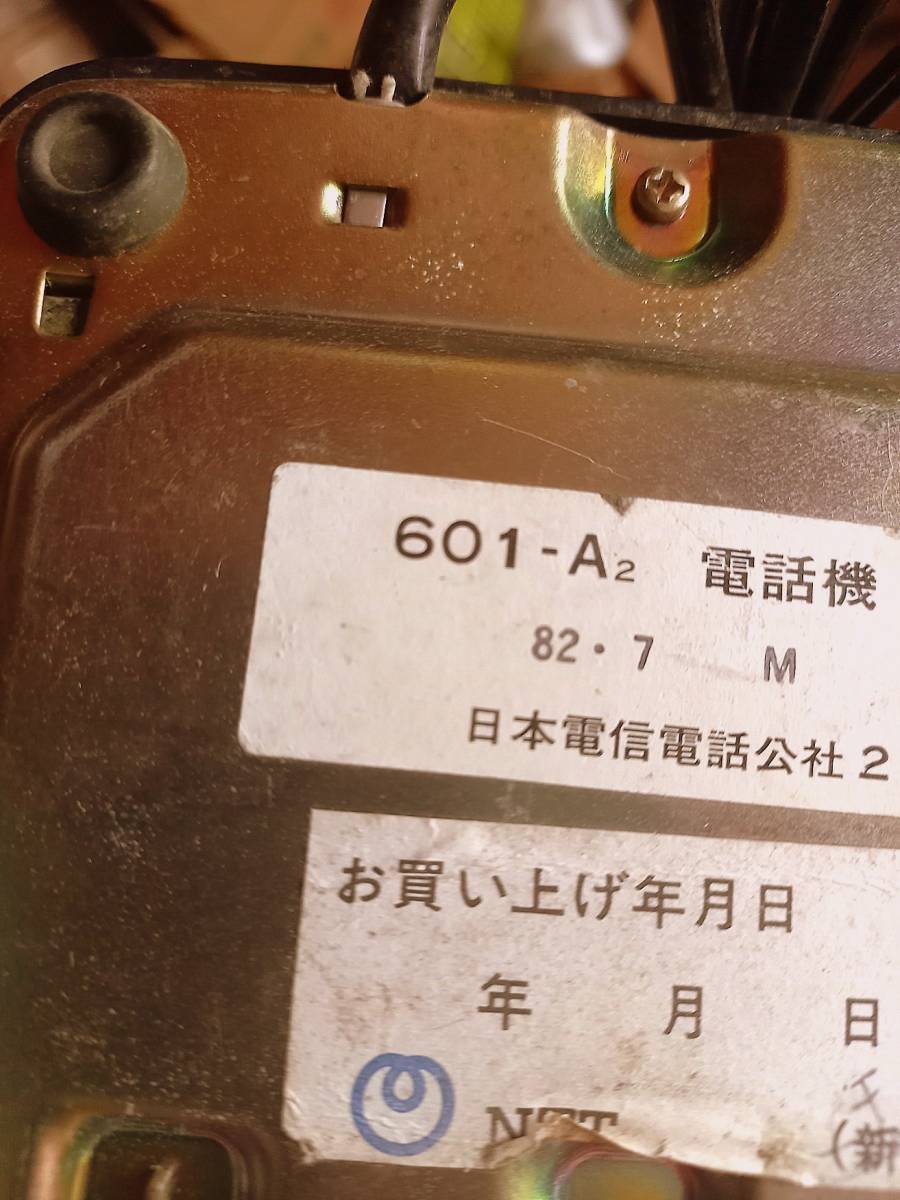 601-A2 電話機
82・7 M
日本電信電話公社2
お買い上げ年月日
年 月 日
NTT
(新